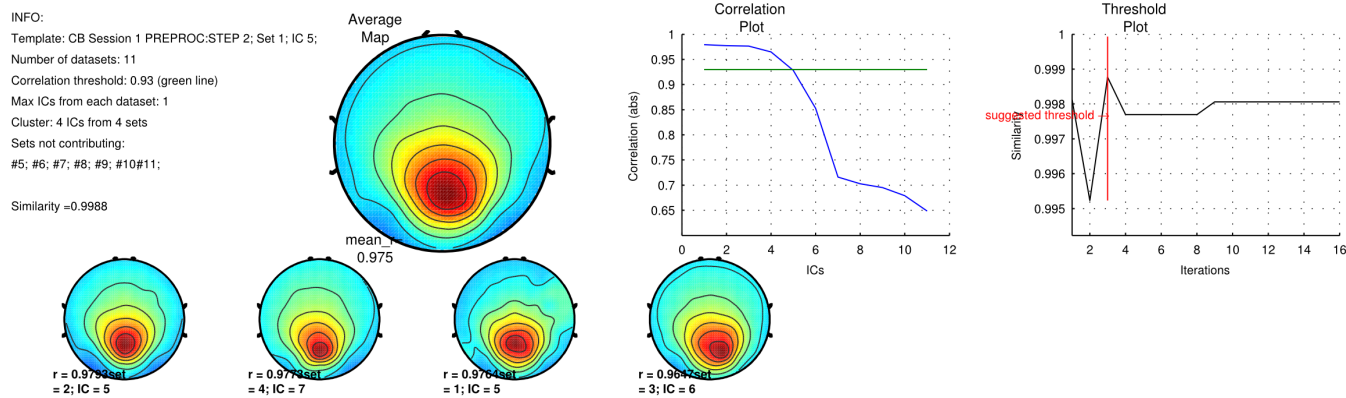 INFO:
Template: CB Session 1 PREPROC:STEP 2; Set 1; IC 5;
Number of datasets: 11
Correlation threshold: 0.93 (green line)
Max ICs from each dataset: 1
Cluster: 4 ICs from 4 sets
Sets not contributing:
#5; #6; #7; #8; #9; #10#11;
Similarity =0.9988
Average
Map
mean_r=
0.975
Correlation
Plot
1
0.95
0.9
0.85
0.8
0.75
0.7
0.65
Correlation (abs)
0 2 4 6 8 10 12
ICs
Threshold
Plot
1
0.999
0.998
0.997
0.996
0.995
Similarity
suggested threshold →
2 4 6 8 10 12 14 16
Iterations
r = 0.9793set
= 2; IC = 5
r = 0.9773set
= 4; IC = 7
r = 0.9764set
= 1; IC = 5
r = 0.9647set
= 3; IC = 6